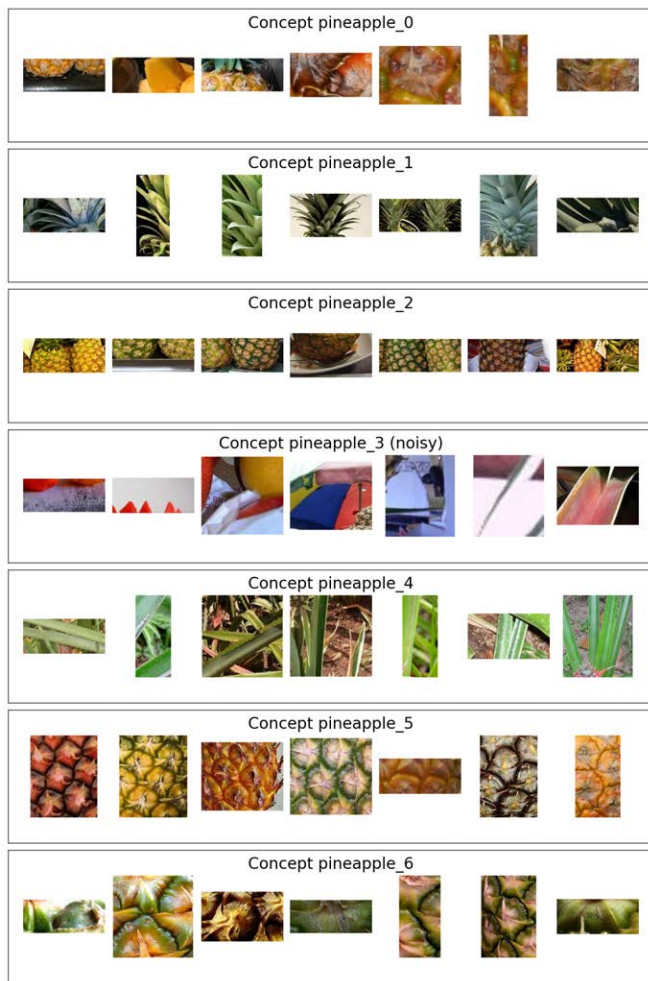 Concept pineapple_0
Concept pineapple_1
Concept pineapple_2
Concept pineapple_3 (noisy)
Concept pineapple_4
Concept pineapple_5
Concept pineapple_6